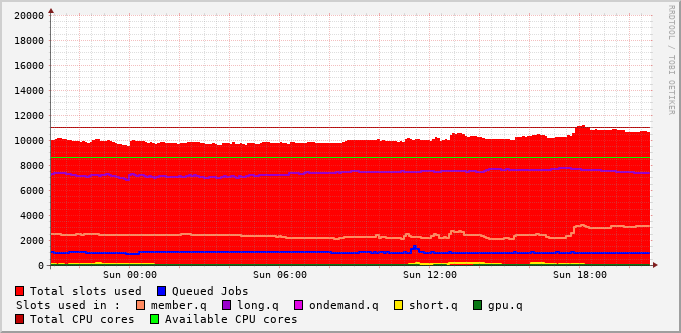 20000
18000
16000
14000
12000
10000
8000
6000
4000
2000
0
Sun 00:00 Sun 06:00 Sun 12:00 Sun 18:00
RRDTOOL / TOBI OETIKER
Total slots used Queued Jobs
Slots used in : member.q long.q ondemand.q short.q gpu.q
Total CPU cores Available CPU cores